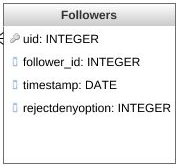 Followers
uid: INTEGER
follower_id: INTEGER
timestamp: DATE
rejectdenyoption: INTEGER